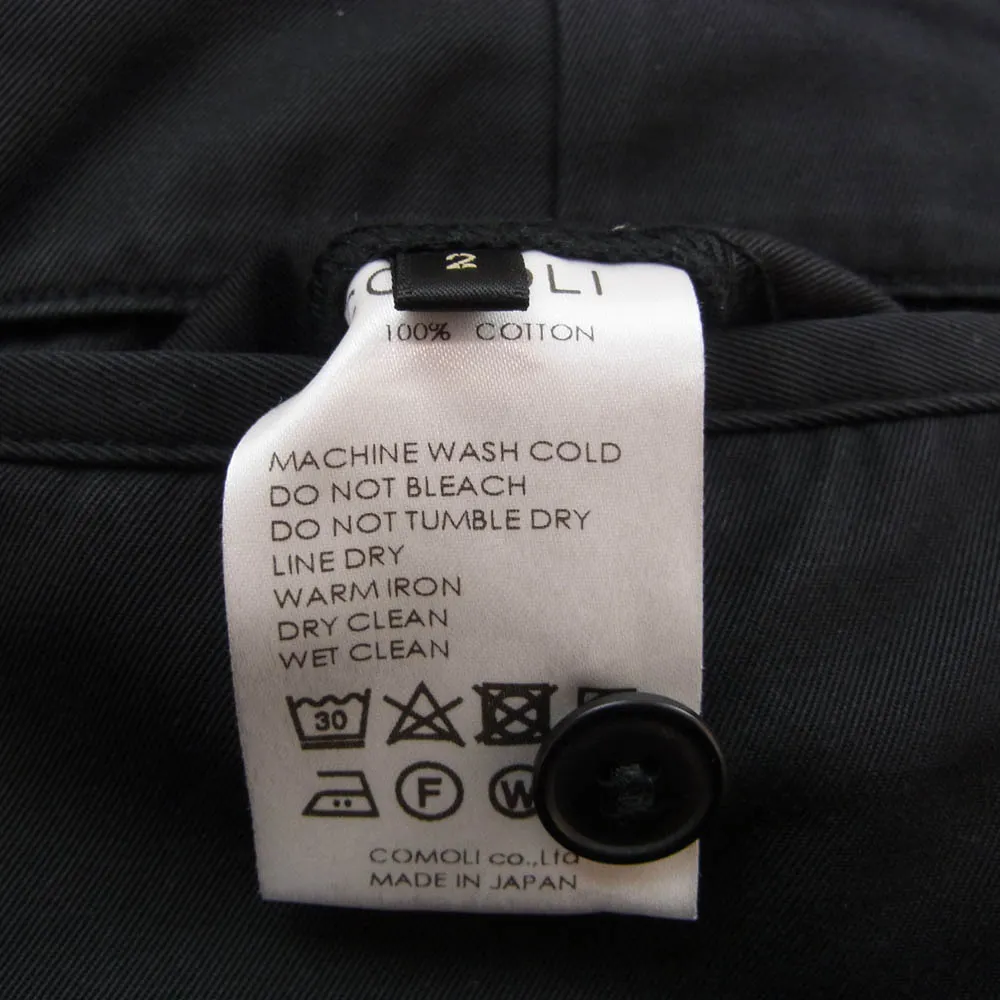 2
COMOLI
100% COTTON
MACHINE WASH COLD
DO NOT BLEACH
DO NOT TUMBLE DRY
LINE DRY
WARM IRON
DRY CLEAN
WET CLEAN
30
F W
COMOLI co.,Ltd
MADE IN JAPAN